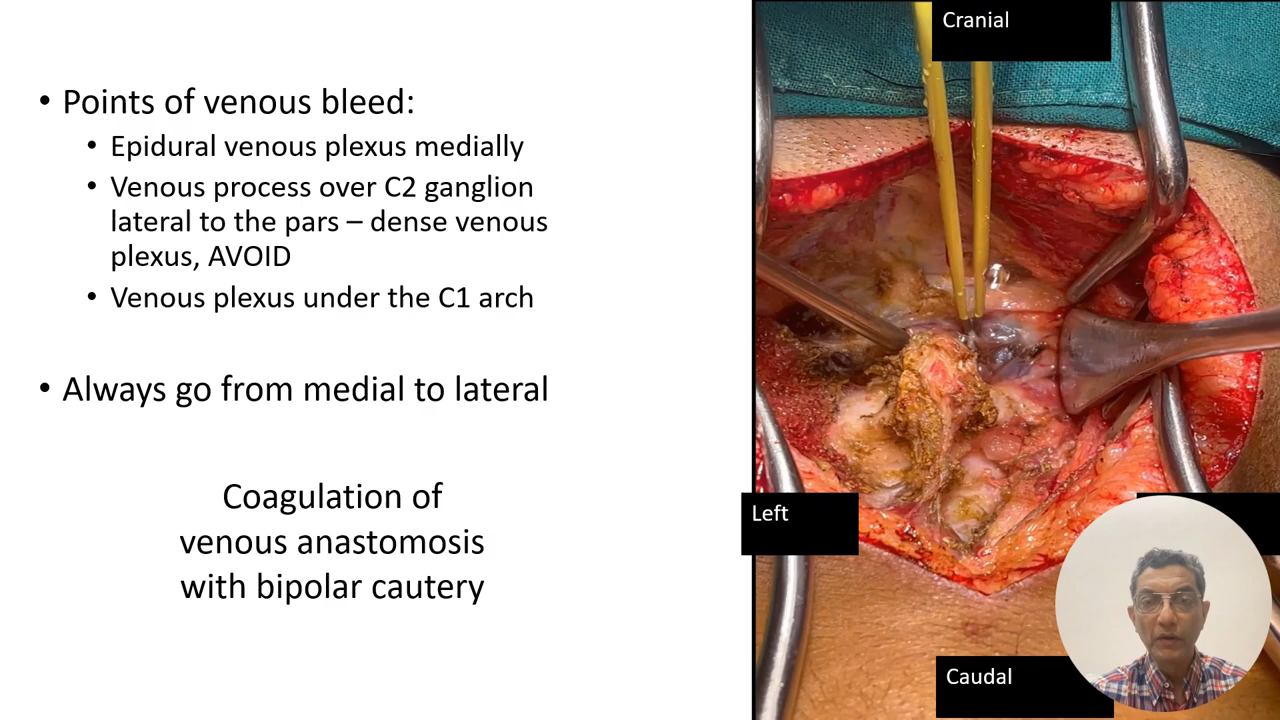 • Points of venous bleed:
• Epidural venous plexus medially
• Venous process over C2 ganglion
lateral to the pars – dense venous
plexus, AVOID
• Venous plexus under the C1 arch
• Always go from medial to lateral
Coagulation of
venous anastomosis
with bipolar cautery
Cranial
Left
Caudal